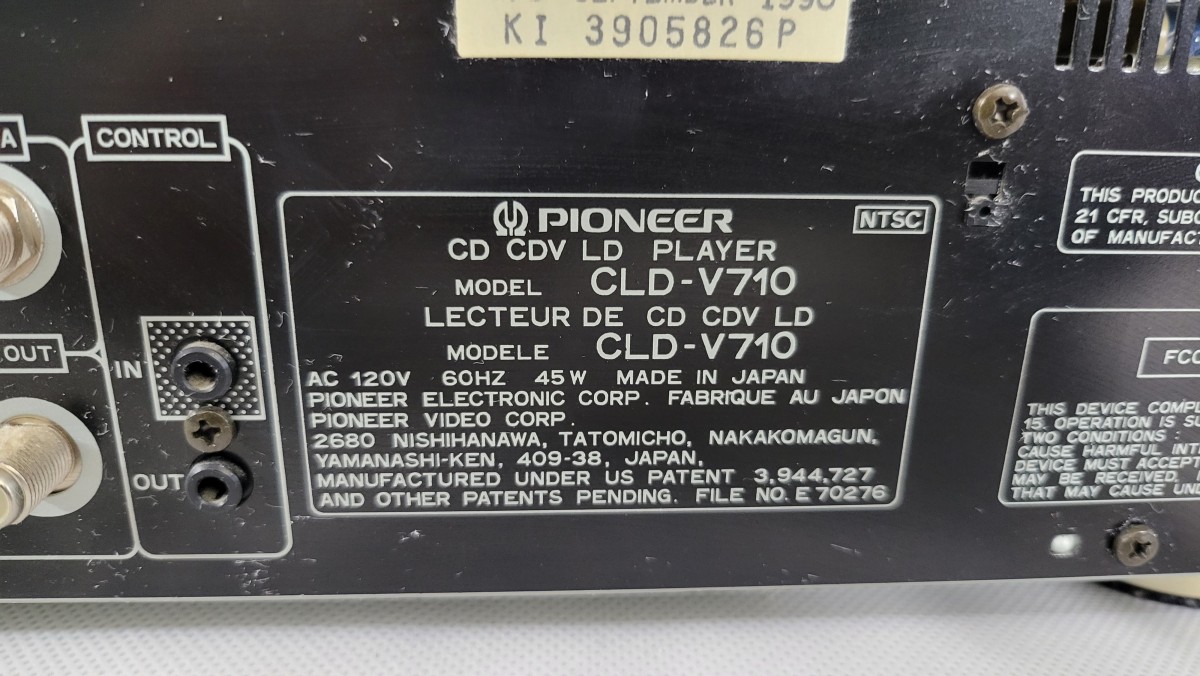 SEPTEMBER 1990
KI 3905826P
A
CONTROL
OUT
IN
OUT
PIONEER
NTSC
CD CDV LD PLAYER
MODEL CLD-V710
LECTEUR DE CD CDV LD
MODELE CLD-V710
AC 120V 60HZ 45W MADE IN JAPAN
PIONEER ELECTRONIC CORP. FABRIQUE AU JAPON
PIONEER VIDEO CORP.
2680 NISHIHANAWA, TATOMICHO, NAKAKOMAGUN,
YAMANASHI-KEN, 409-38, JAPAN,
MANUFACTURED UNDER US PATENT 3,944,727
AND OTHER PATENTS PENDING. FILE NO. E 70276
THIS PRODUC
21 CFR, SUBC
OF MANUFACT
FCC
THIS DEVICE COMPL
15. OPERATION IS SU
TWO CONDITIONS :
CAUSE HARMFUL INT
DEVICE MUST ACCEPT
MAY BE RECEIVED,
THAT MAY CAUSE UND